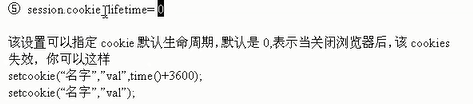 ⑤ session.cookie_lifetime=0
该设置可以指定 cookie 默认生命周期,默认是 0,表示当关闭浏览器后,该 cookies
失效，你可以这样
setcookie(“名字”,”val”,time()+3600);
setcookie(“名字”,”val”);